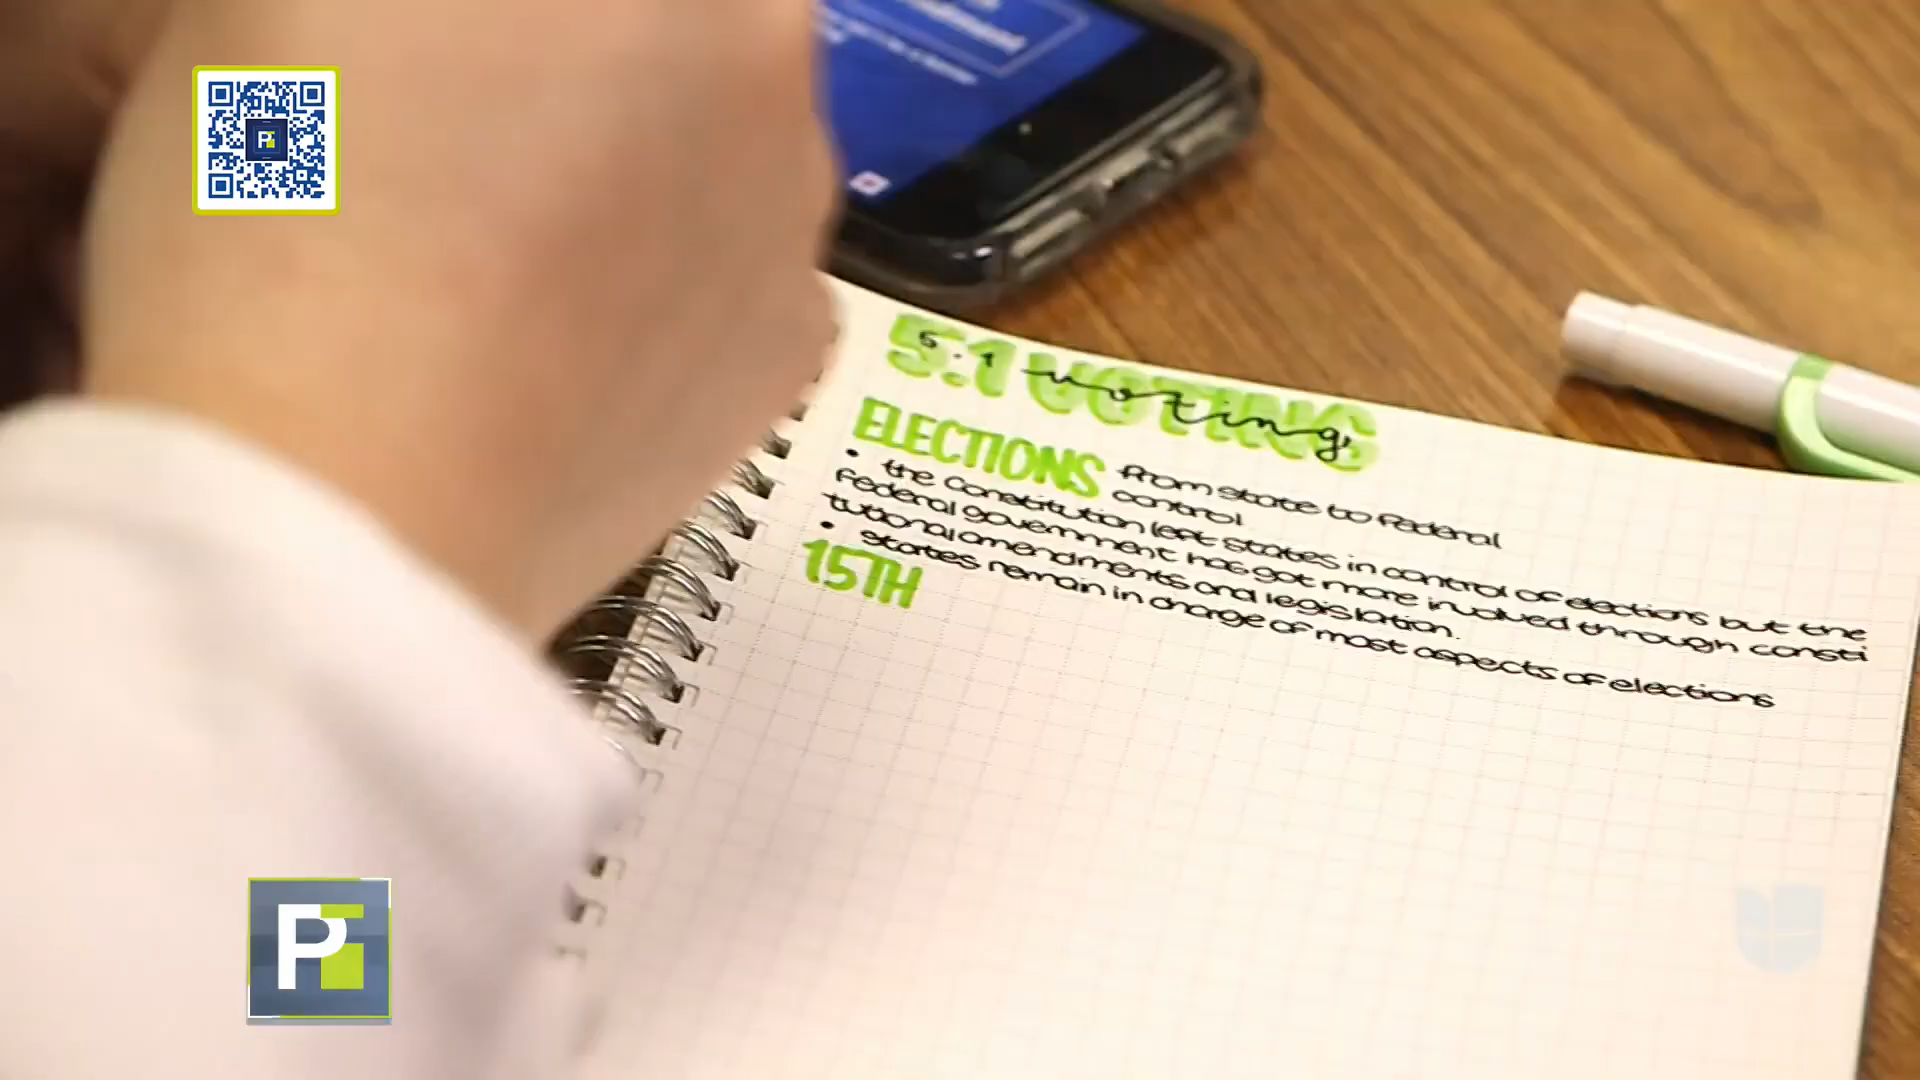 5.1 VOTING
5.1 voting
ELECTIONS from state to federal
control
• the Constitution left states in control of elections but the
federal government has got more involved through consti
tutional amendments and legislation.
• states remain in charge of most aspects of elections
15TH
P